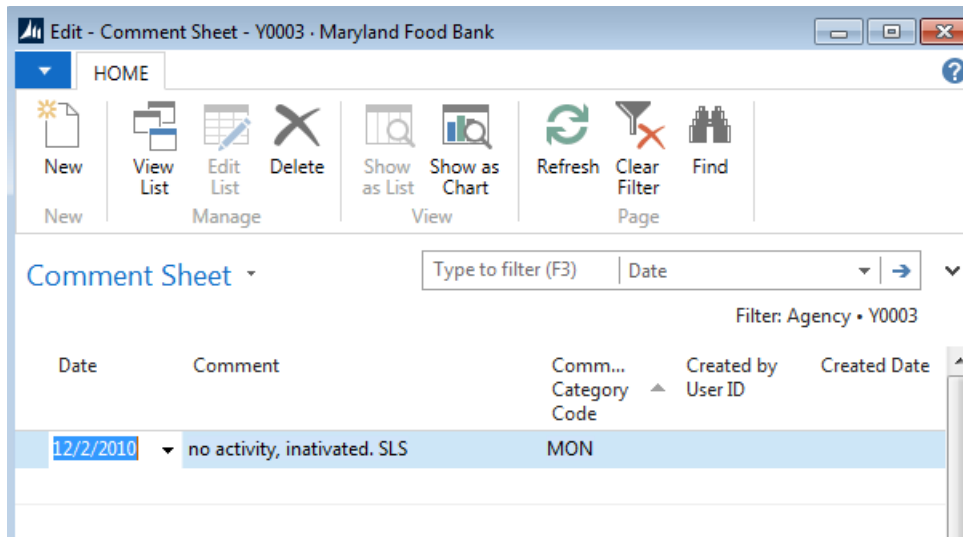 Edit - Comment Sheet - Y0003 · Maryland Food Bank
HOME
New View List Edit List Delete Show as List Show as Chart Refresh Clear Filter Find
New Manage View Page
Comment Sheet
Type to filter (F3) Date
Filter: Agency • Y0003
Date Comment Comm... Category Code Created by User ID Created Date
12/2/2010 no activity, inativated. SLS MON